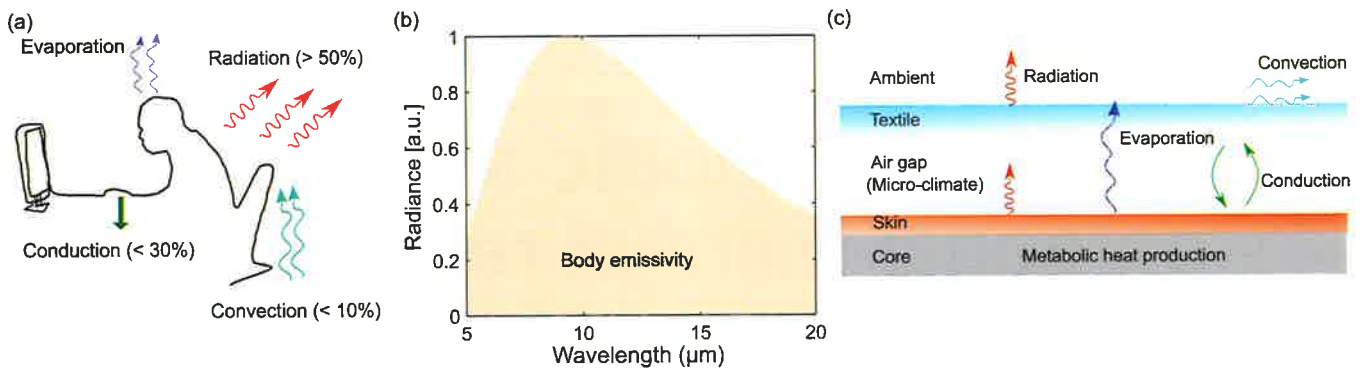 (a)
Evaporation
Radiation (> 50%)
Conduction (< 30%)
Convection (< 10%)
(b)
Radiance [a.u.]
1
0.8
0.6
0.4
0.2
0
5
10
15
20
Wavelength (μm)
Body emissivity
(c)
Ambient
Radiation
Convection
Textile
Evaporation
Air gap
(Micro-climate)
Conduction
Skin
Core
Metabolic heat production